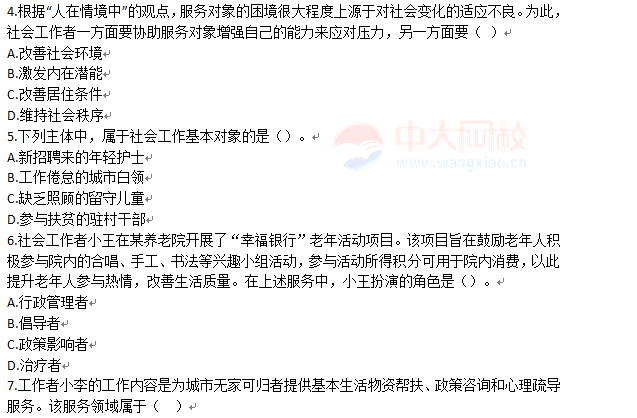 4.根据“人在情境中”的观点，服务对象的困境很大程度上源于对社会变化的适应不良。为此，
社会工作者一方面要协助服务对象增强自己的能力来应对压力，另一方面要（ ）
A.改善社会环境
B.激发内在潜能
C.改善居住条件
D.维持社会秩序
5.下列主体中，属于社会工作基本对象的是（）。
中大网校
www.wangxiao.cn
A.新招聘来的年轻护士
B.工作倦怠的城市白领
C.缺乏照顾的留守儿童
D.参与扶贫的驻村干部
6.社会工作者小王在某养老院开展了“幸福银行”老年活动项目。该项目旨在鼓励老年人积
极参与院内的合唱、手工、书法等兴趣小组活动，参与活动所得积分可用于院内消费，以此
提升老年人参与热情，改善生活质量。在上述服务中，小王扮演的角色是（）。
A.行政管理者
B.倡导者
C.政策影响者
D.治疗者
7.工作者小李的工作内容是为城市无家可归者提供基本生活物资帮扶、政策咨询和心理疏导
服务。该服务领域属于（ ）